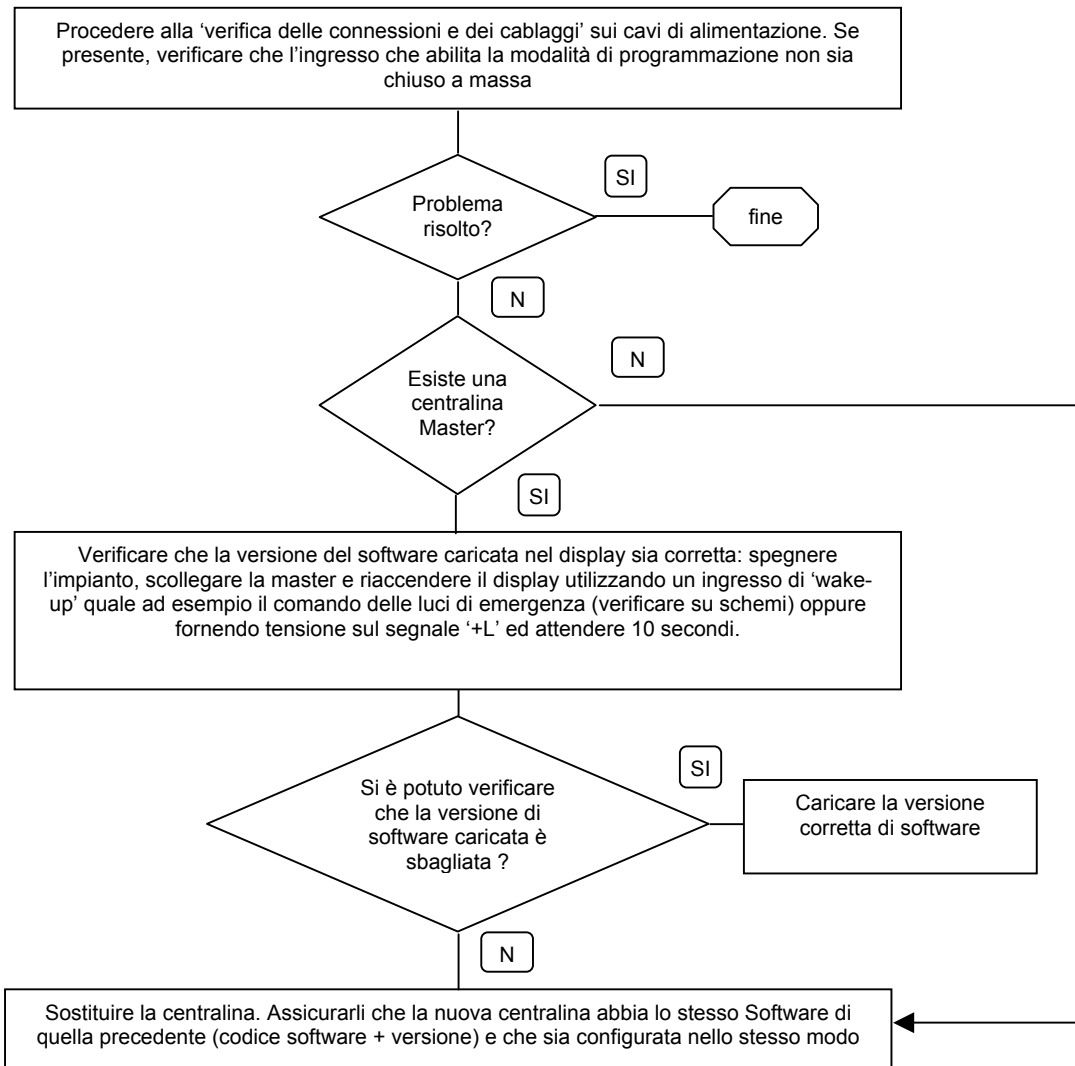 Procedere alla ‘verifica delle connessioni e dei cablaggi’ sui cavi di alimentazione. Se
presente, verificare che l’ingresso che abilita la modalità di programmazione non sia
chiuso a massa
SI
Problema
risolto?
fine
N
N
Esiste una
centralina
Master?
SI
Verificare che la versione del software caricata nel display sia corretta: spegnere
l’impianto, scollegare la master e riaccendere il display utilizzando un ingresso di ‘wake-
up’ quale ad esempio il comando delle luci di emergenza (verificare su schemi) oppure
fornendo tensione sul segnale ‘+L’ ed attendere 10 secondi.
SI
Si è potuto verificare
che la versione di
software caricata è
sbagliata ?
Caricare la versione
corretta di software
N
Sostituire la centralina. Assicurarli che la nuova centralina abbia lo stesso Software di
quella precedente (codice software + versione) e che sia configurata nello stesso modo